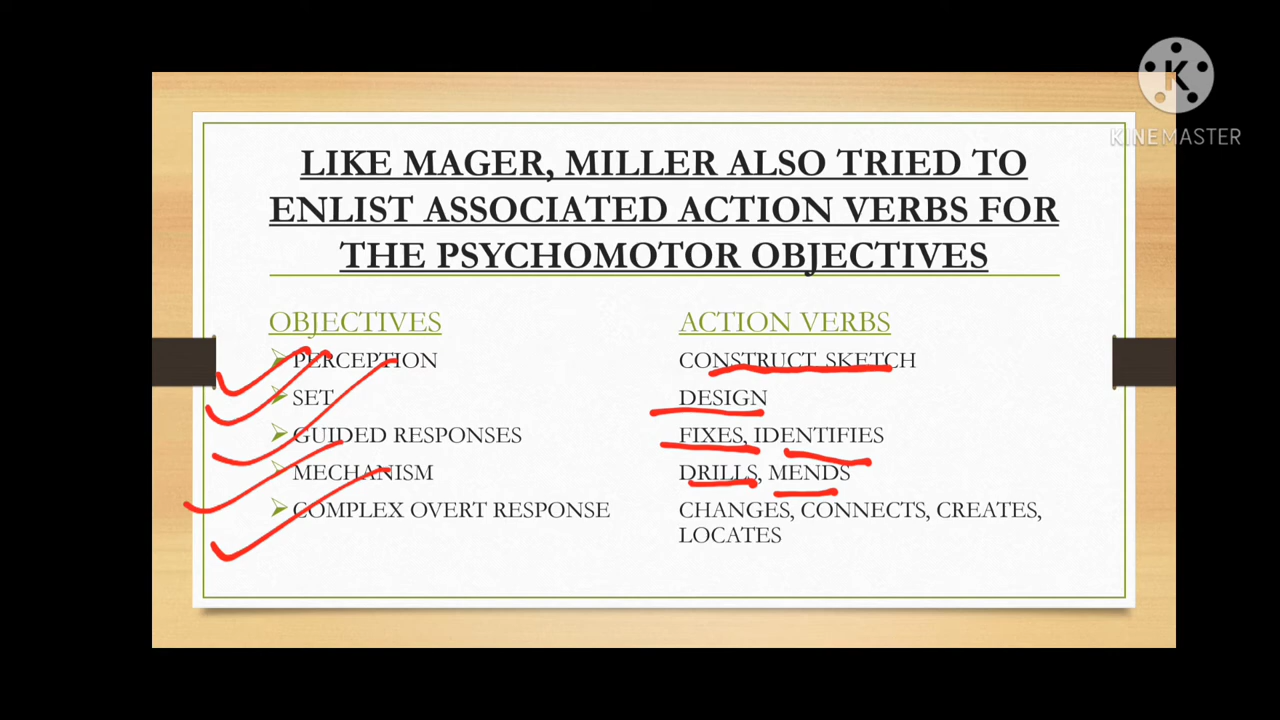 K
KINEMASTER
LIKE MAGER, MILLER ALSO TRIED TO
ENLIST ASSOCIATED ACTION VERBS FOR
THE PSYCHOMOTOR OBJECTIVES
OBJECTIVES
PERCEPTION
SET
GUIDED RESPONSES
MECHANISM
COMPLEX OVERT RESPONSE
ACTION VERBS
CONSTRUCT, SKETCH
DESIGN
FIXES, IDENTIFIES
DRILLS, MENDS
CHANGES, CONNECTS, CREATES,
LOCATES